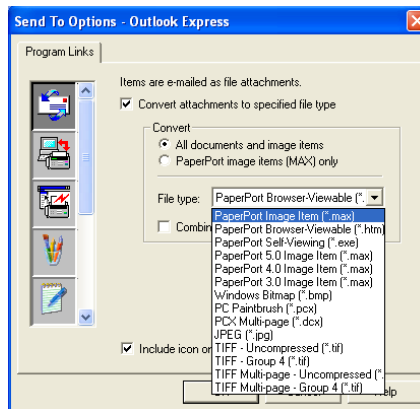 Send To Options - Outlook Express
Program Links
Items are e-mailed as file attachments.
Convert attachments to specified file type
Convert
All documents and image items
PaperPort image items (MAX) only
File type: PaperPort Browser-Viewable (*.
PaperPort Image Item (*.max)
PaperPort Browser-Viewable (*.htm)
Combin
PaperPort Self-Viewing (*.exe)
PaperPort 5.0 Image Item (*.max)
PaperPort 4.0 Image Item (*.max)
PaperPort 3.0 Image Item (*.max)
Windows Bitmap (*.bmp)
PC Paintbrush (*.pcx)
PCX Multi-page (*.dcx)
JPEG (*.jpg)
TIFF - Uncompressed (*.tif)
Include icon or
TIFF - Group 4 (*.tif)
TIFF Multi-page - Uncompressed (*.
TIFF Multi-page - Group 4 (*.tif)
Help